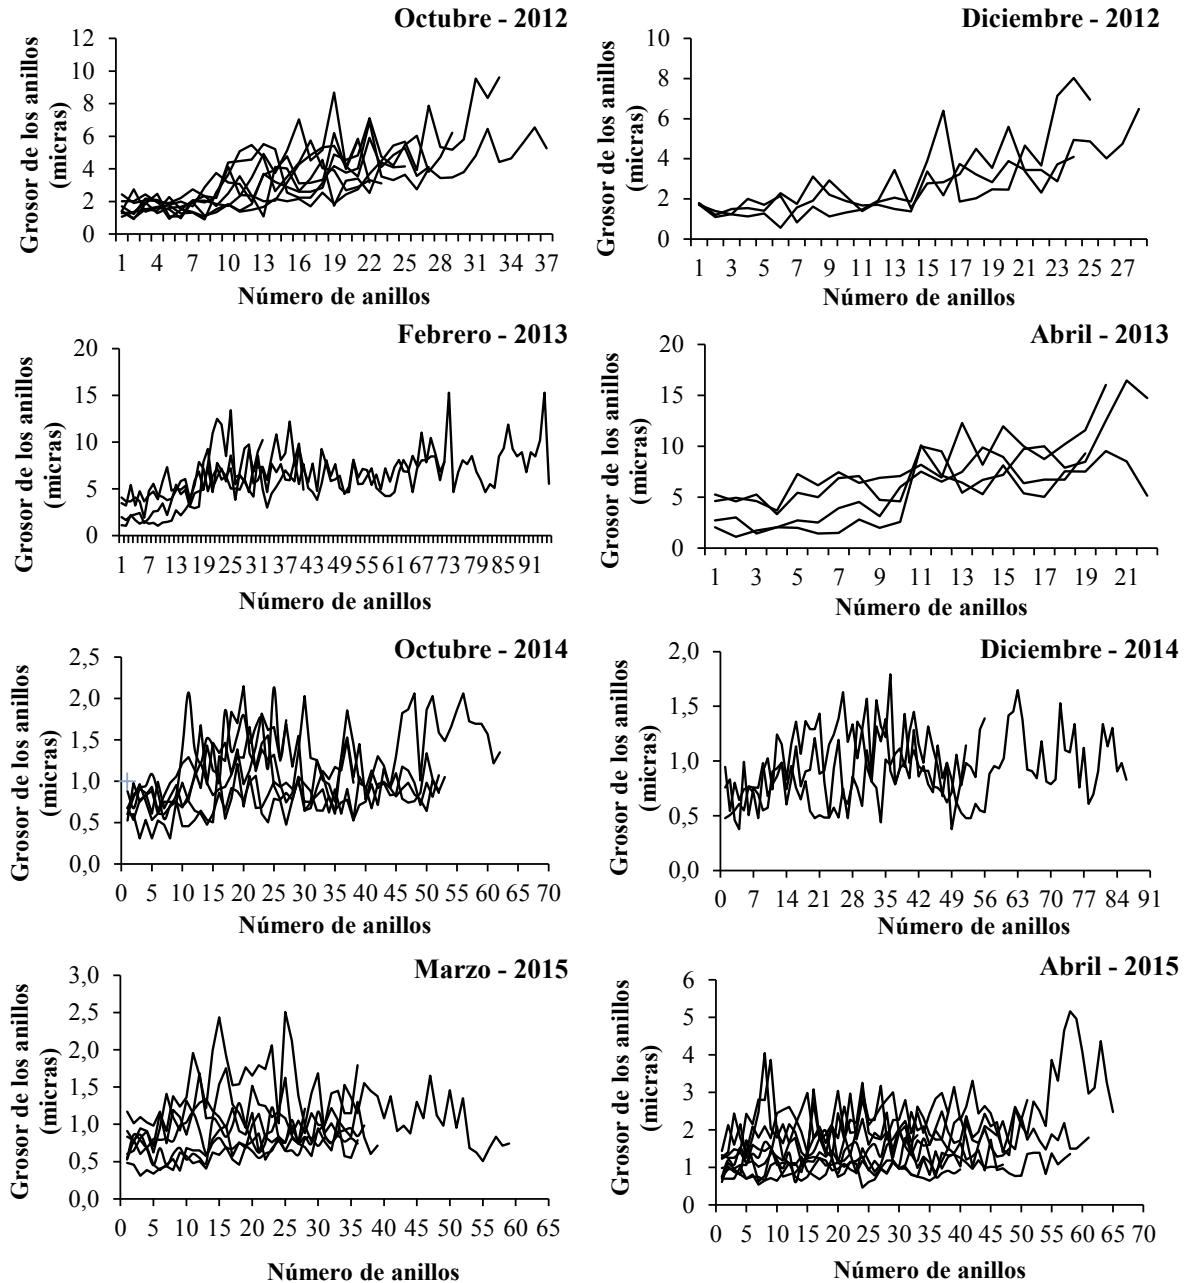 Octubre - 2012
Grosor de los anillos
(micras)
12
10
8
6
4
2
0
1 4 7 10 13 16 19 22 25 28 31 34 37
Número de anillos
Diciembre - 2012
Grosor de los anillos
(micras)
10
8
6
4
2
0
1 3 5 7 9 11 13 15 17 19 21 23 25 27
Número de anillos
Febrero - 2013
Grosor de los anillos
(micras)
20
15
10
5
0
1 7 13 19 25 31 37 43 49 55 61 67 73 79 85 91
Número de anillos
Abril - 2013
Grosor de los anillos
(micras)
20
15
10
5
0
1 3 5 7 9 11 13 15 17 19 21
Número de anillos
Octubre - 2014
Grosor de los anillos
(micras)
2,5
2,0
1,5
1,0
0,5
0,0
0 5 10 15 20 25 30 35 40 45 50 55 60 65 70
Número de anillos
Diciembre - 2014
Grosor de los anillos
(micras)
2,0
1,5
1,0
0,5
0,0
0 7 14 21 28 35 42 49 56 63 70 77 84 91
Número de anillos
Marzo - 2015
Grosor de los anillos
(micras)
3,0
2,5
2,0
1,5
1,0
0,5
0,0
0 5 10 15 20 25 30 35 40 45 50 55 60 65
Número de anillos
Abril - 2015
Grosor de los anillos
(micras)
6
5
4
3
2
1
0
0 5 10 15 20 25 30 35 40 45 50 55 60 65 70
Número de anillos